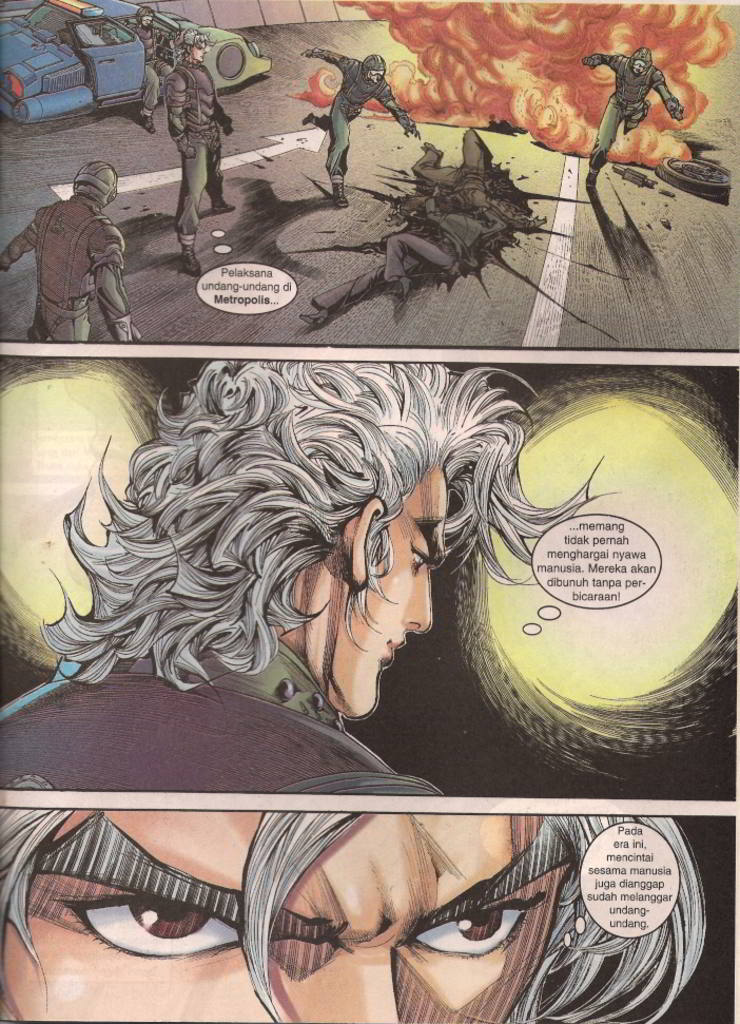 Pelaksana
undang-undang di
Metropolis...
...memang
tidak pernah
menghargai nyawa
manusia. Mereka akan
dibunuh tanpa per-
bicaraan!
Pada
era ini,
mencintai
sesama manusia
juga dianggap
sudah melanggar
undang-
undang.